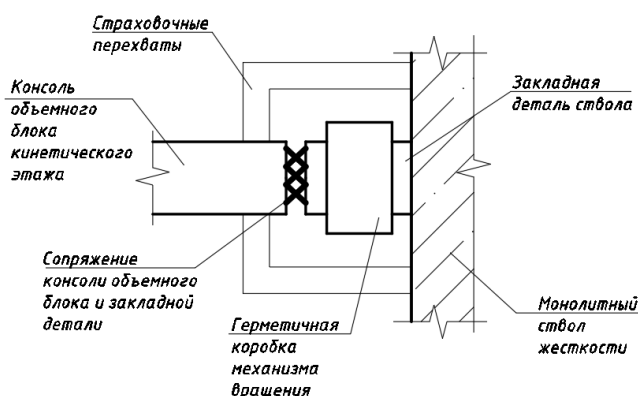 Страховочные
перехваты
Консоль
объемного
блока
кинетического
этажа
Закладная
деталь ствола
Сопряжение
консоли объемного
блока и закладной
детали
Герметичная
коробка
механизма
вращения
Монолитный
ствол
жесткости